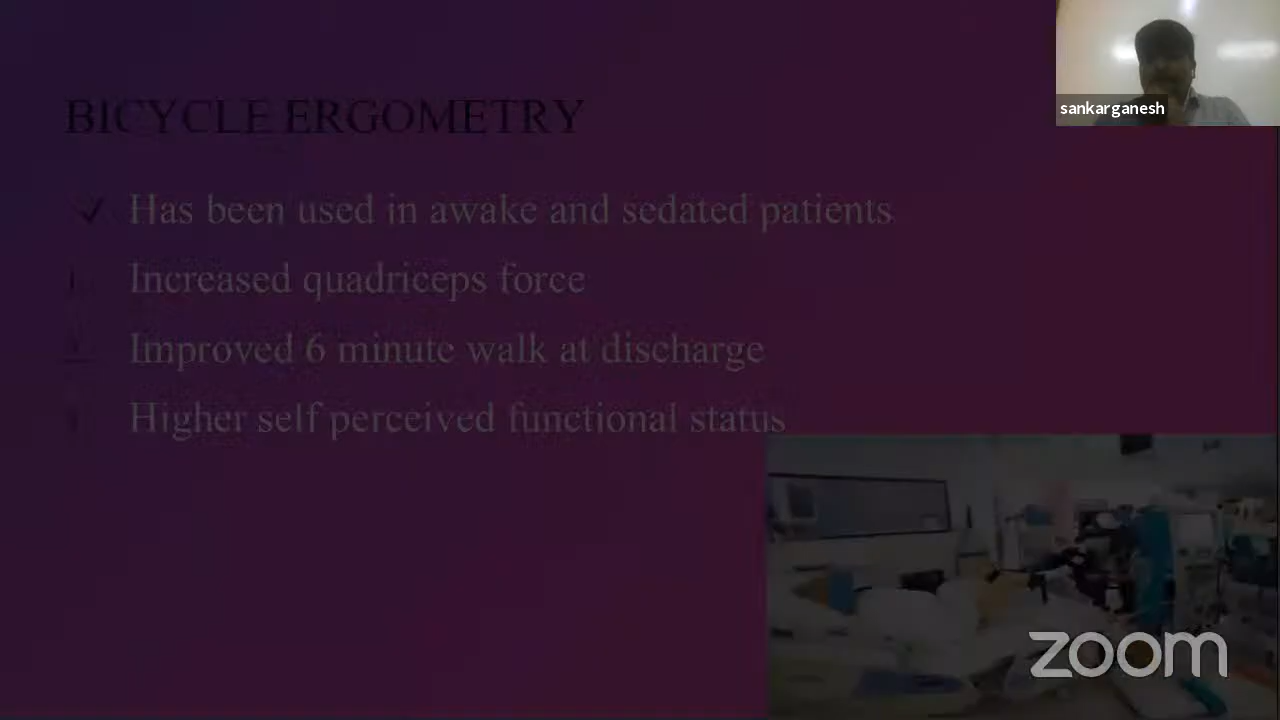 BICYCLE ERGOMETRY
sankarganesh
Has been used in awake and sedated patients
Increased quadriceps force
Improved 6 minute walk at discharge
Higher self perceived functional status
zoom